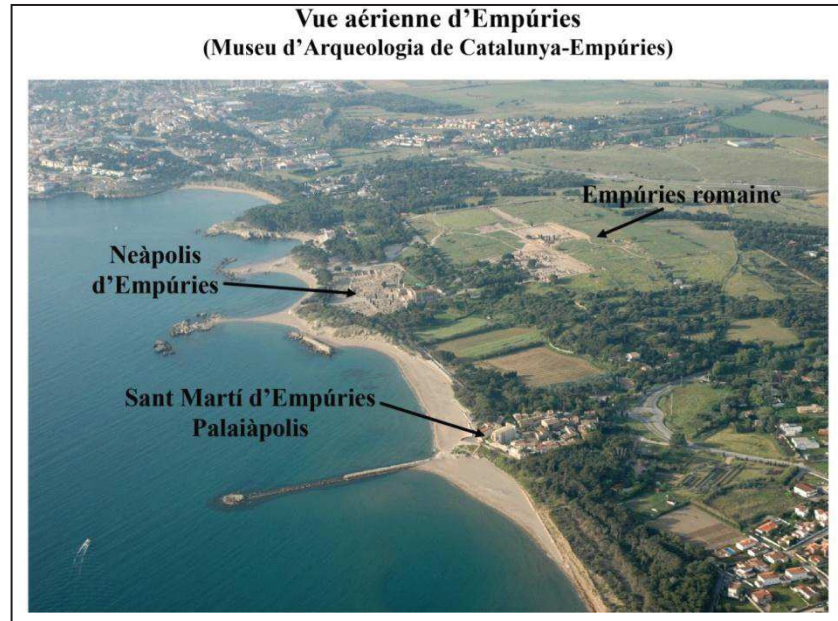 Vue aérienne d'Empúries
(Museu d'Arqueologia de Catalunya-Empúries)
Empúries romaine
Neàpolis
d'Empúries
Sant Martí d'Empúries
Palaiàpolis